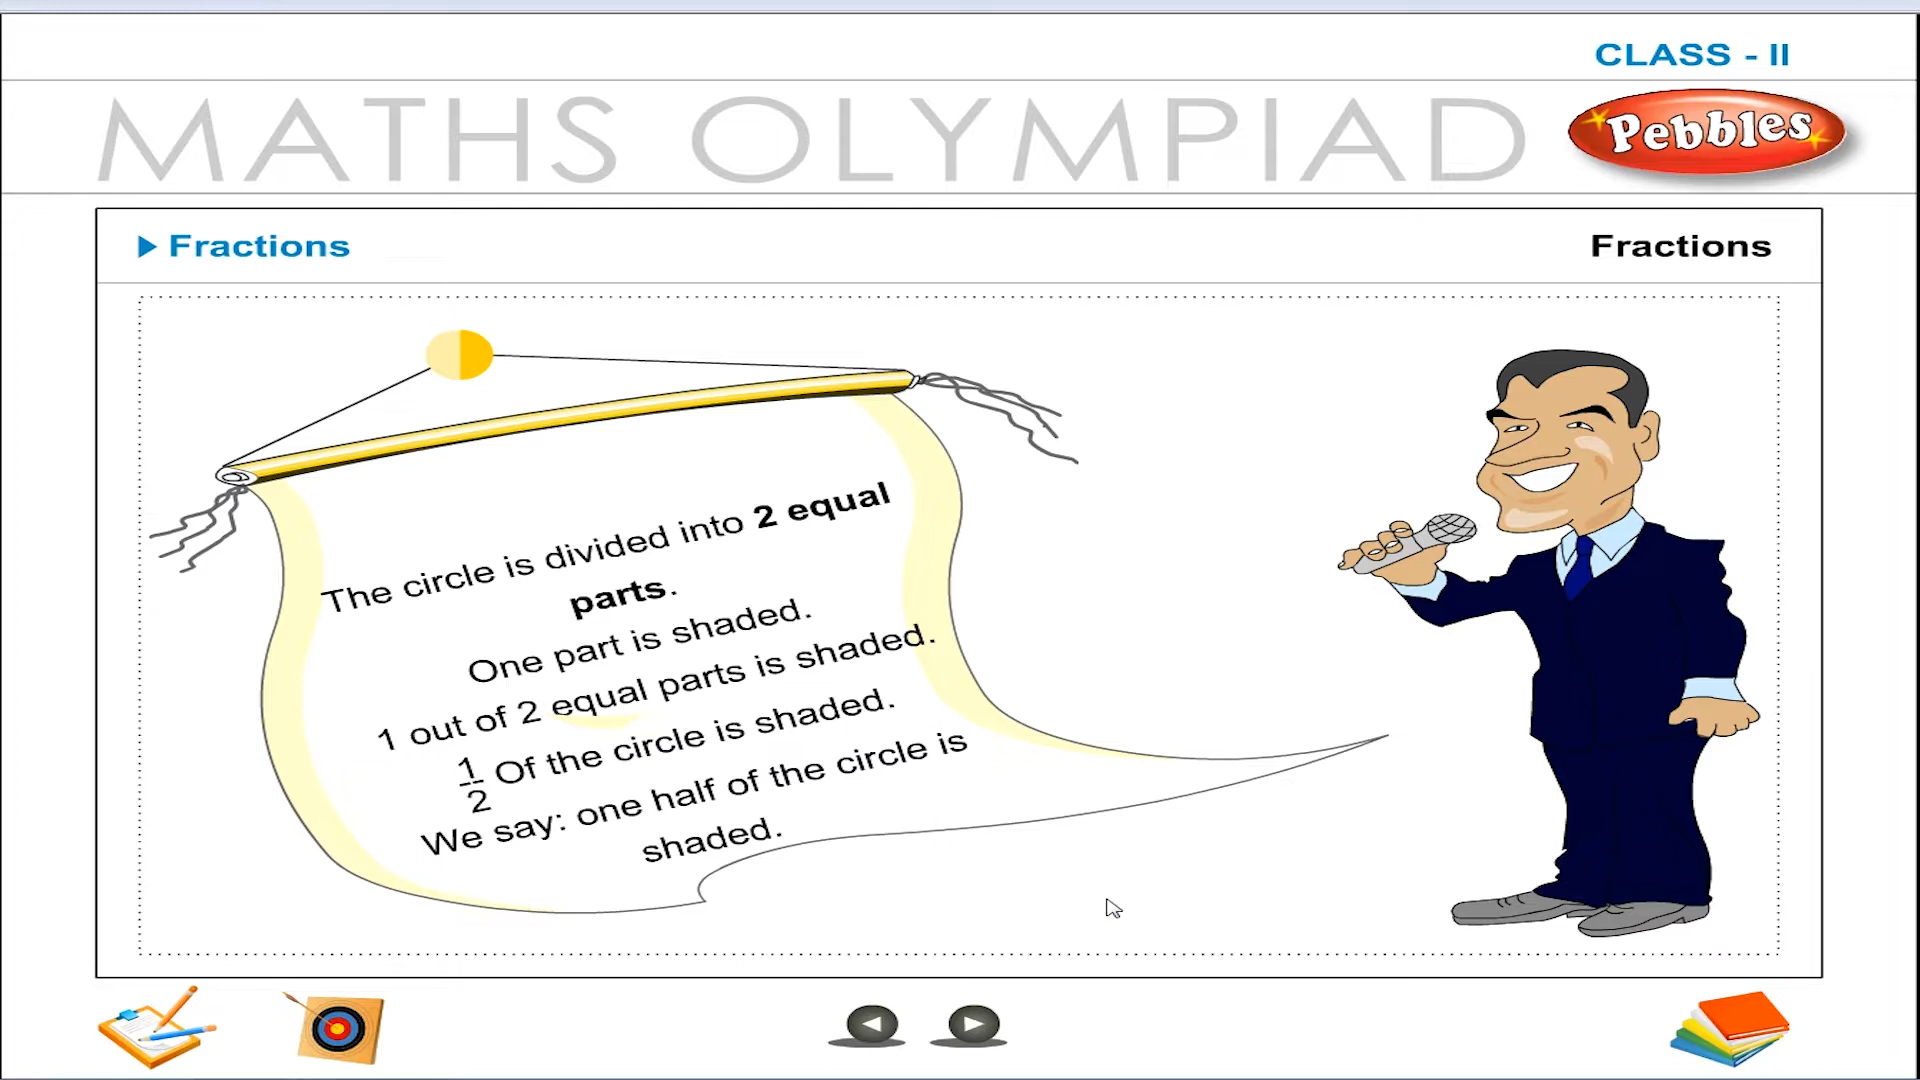 CLASS - II
MATHS OLYMPIAD
Pebbles
Fractions
Fractions
The circle is divided into 2 equal
parts.
One part is shaded.
1 out of 2 equal parts is shaded.
1/2 Of the circle is shaded.
We say: one half of the circle is
shaded.